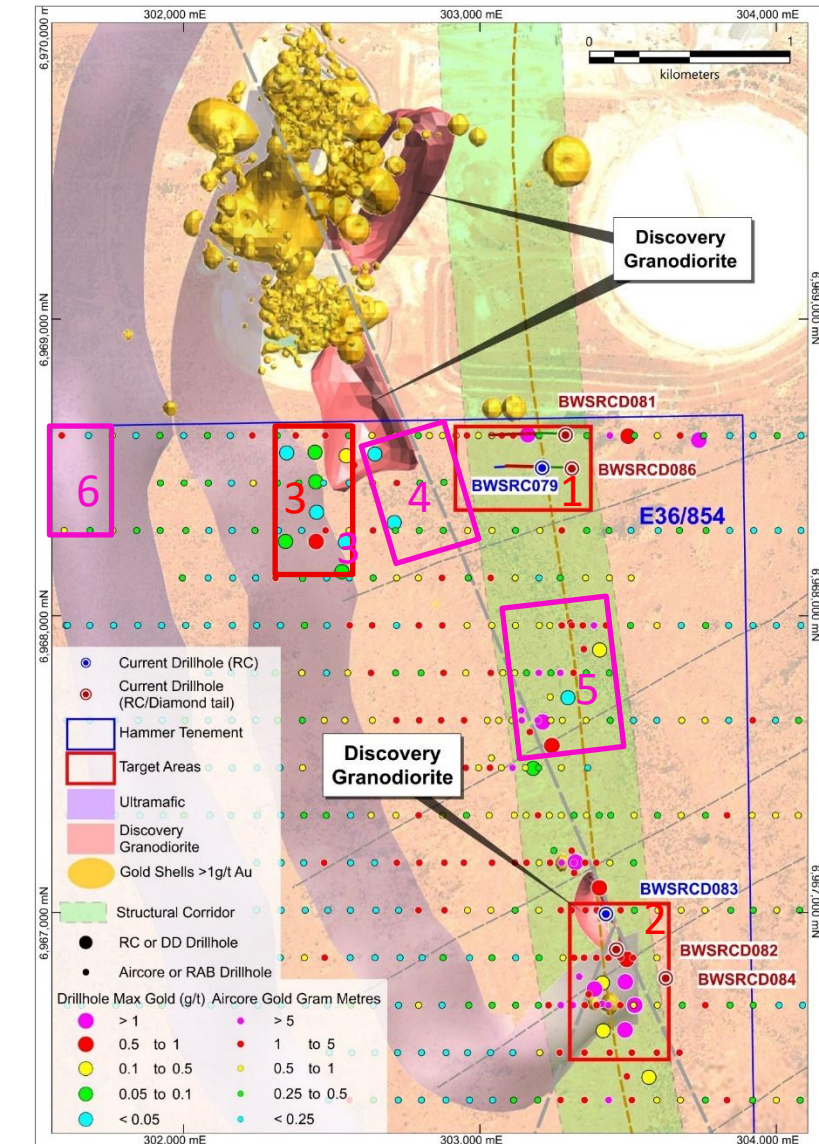 302,000 mE
303,000 mE
304,000 mE
6,970,000 m
0
1
kilometers
Discovery
Granodiorite
6,969,000 mN
6,969,000 mN
BWSRCD081
BWSRCD086
BWSRC079
1
E36/854
6
3
3
4
6,968,000 mN
6,968,000 mN
5
Current Drillhole (RC)
Current Drillhole
(RC/Diamond tail)
Hammer Tenement
Target Areas
Ultramafic
Discovery
Granodiorite
Gold Shells >1g/t Au
Structural Corridor
RC or DD Drillhole
Aircore or RAB Drillhole
Drillhole Max Gold (g/t) Aircore Gold Gram Metres
> 1 > 5
0.5 to 1 1 to 5
0.1 to 0.5 0.5 to 1
0.05 to 0.1 0.25 to 0.5
< 0.05 < 0.25
Discovery
Granodiorite
6,967,000 mN
6,967,000 mN
BWSRCD083
2
BWSRCD082
BWSRCD084
302,000 mE
303,000 mE
304,000 mE